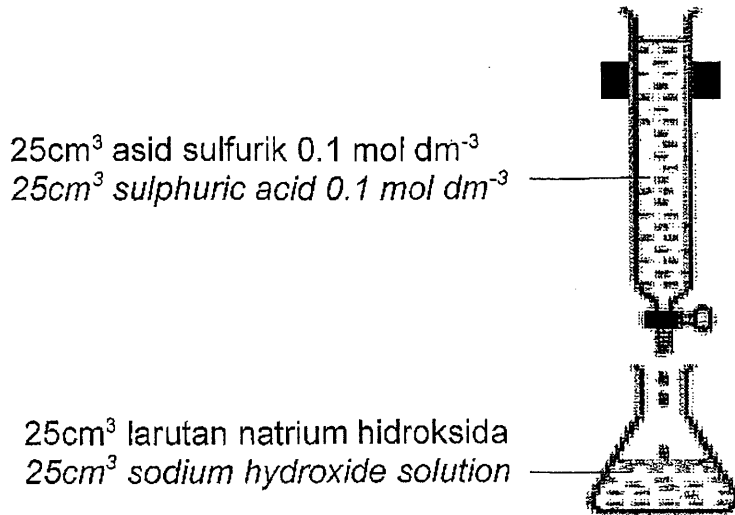 25cm³ asid sulfurik 0.1 mol dm⁻³
25cm³ sulphuric acid 0.1 mol dm⁻³
25cm³ larutan natrium hidroksida
25cm³ sodium hydroxide solution